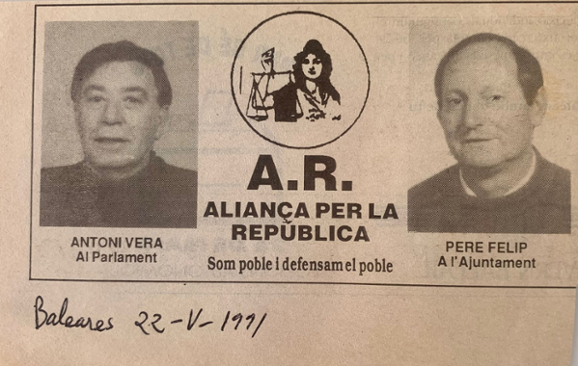 A.R.
ALIANÇA PER LA
REPÚBLICA
Som poble i defensam el poble
ANTONI VERA
Al Parlament
PERE FELIP
A l'Ajuntament
Baleares 22-V-1991